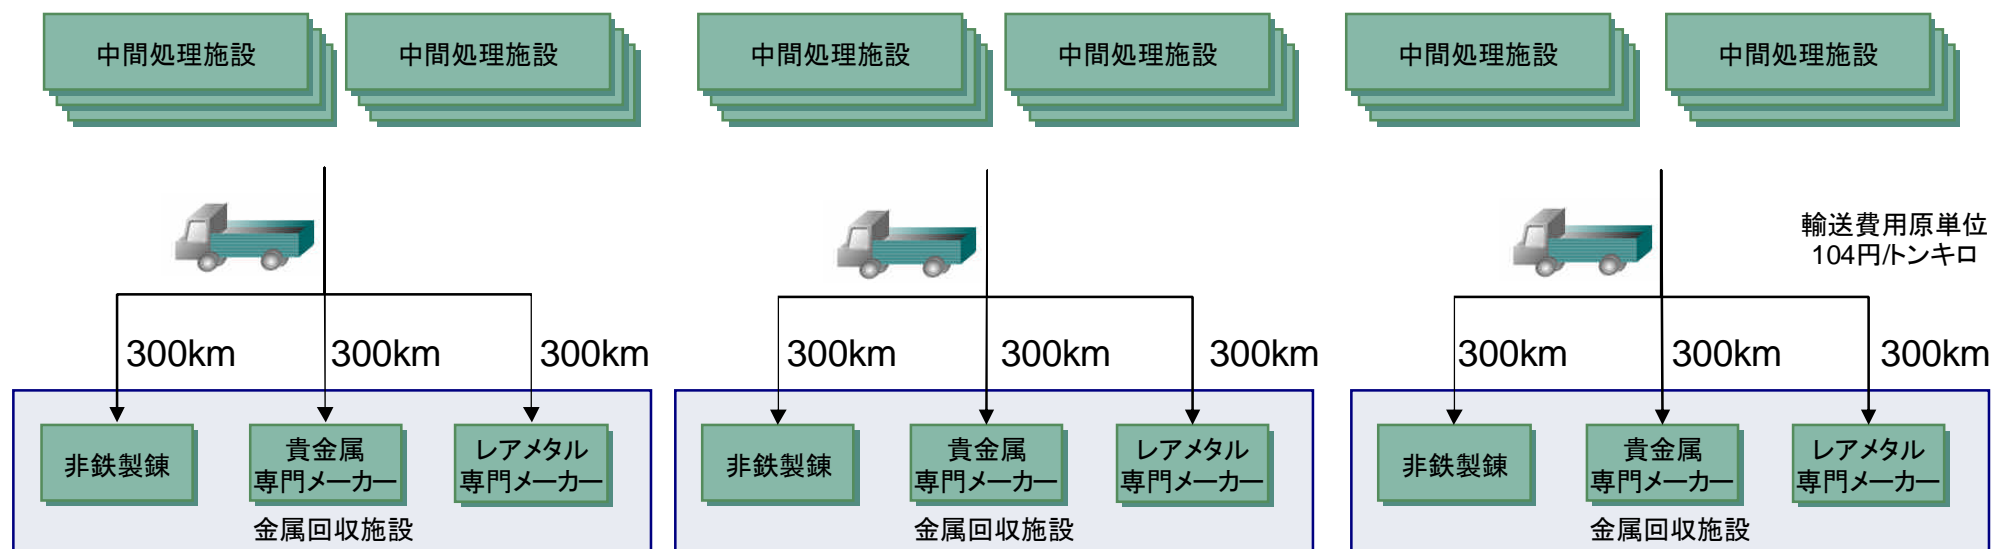 中間処理施設
中間処理施設
中間処理施設
中間処理施設
中間処理施設
中間処理施設
輸送費用原単位
104円/トンキロ
300km
300km
300km
300km
300km
300km
300km
300km
300km
非鉄製錬
貴金属
専門メーカー
レアメタル
専門メーカー
非鉄製錬
貴金属
専門メーカー
レアメタル
専門メーカー
非鉄製錬
貴金属
専門メーカー
レアメタル
専門メーカー
金属回収施設
金属回収施設
金属回収施設